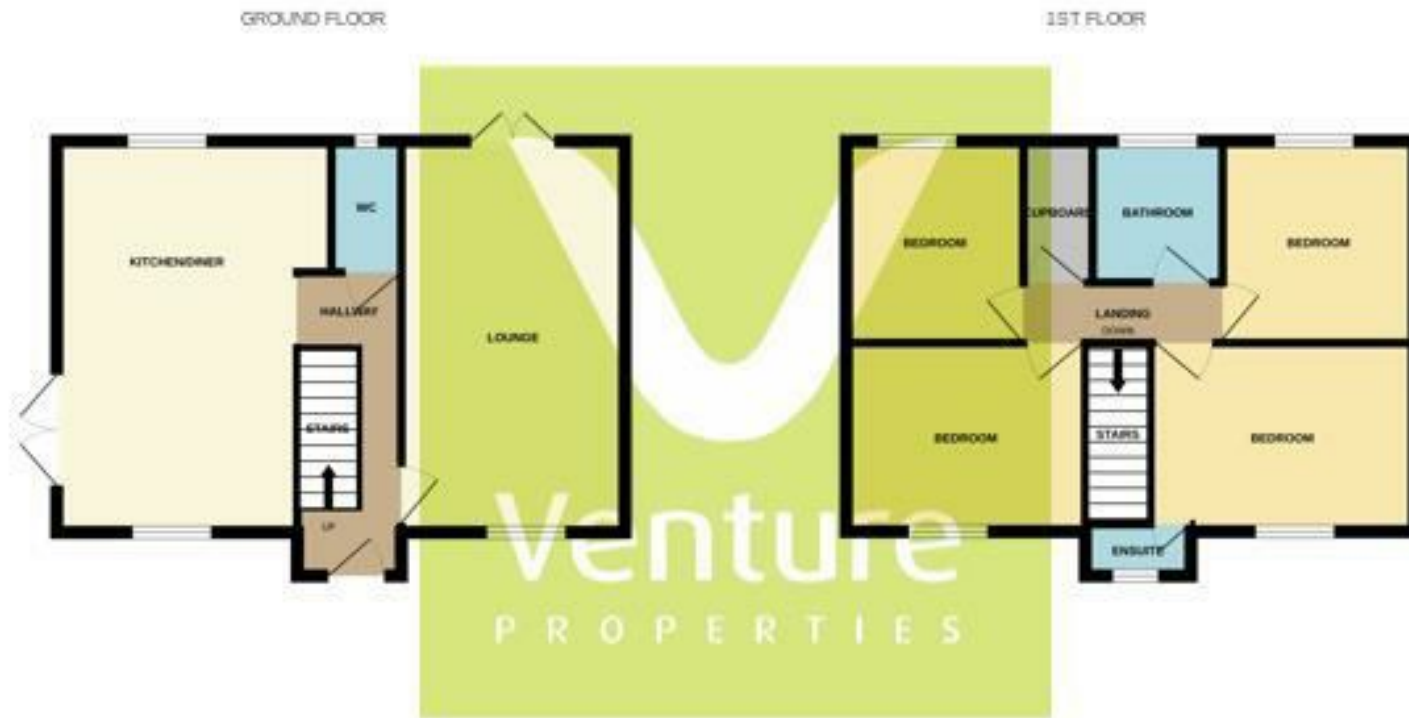 GROUND FLOOR
KITCHEN/DINER
WC
HALLWAY
STAIRS
UP
LOUNGE
1ST FLOOR
BEDROOM
CUPBOARD
BATHROOM
BEDROOM
LANDING
DOWN
BEDROOM
STAIRS
BEDROOM
ENSUITE
Venture
PROPERTIES